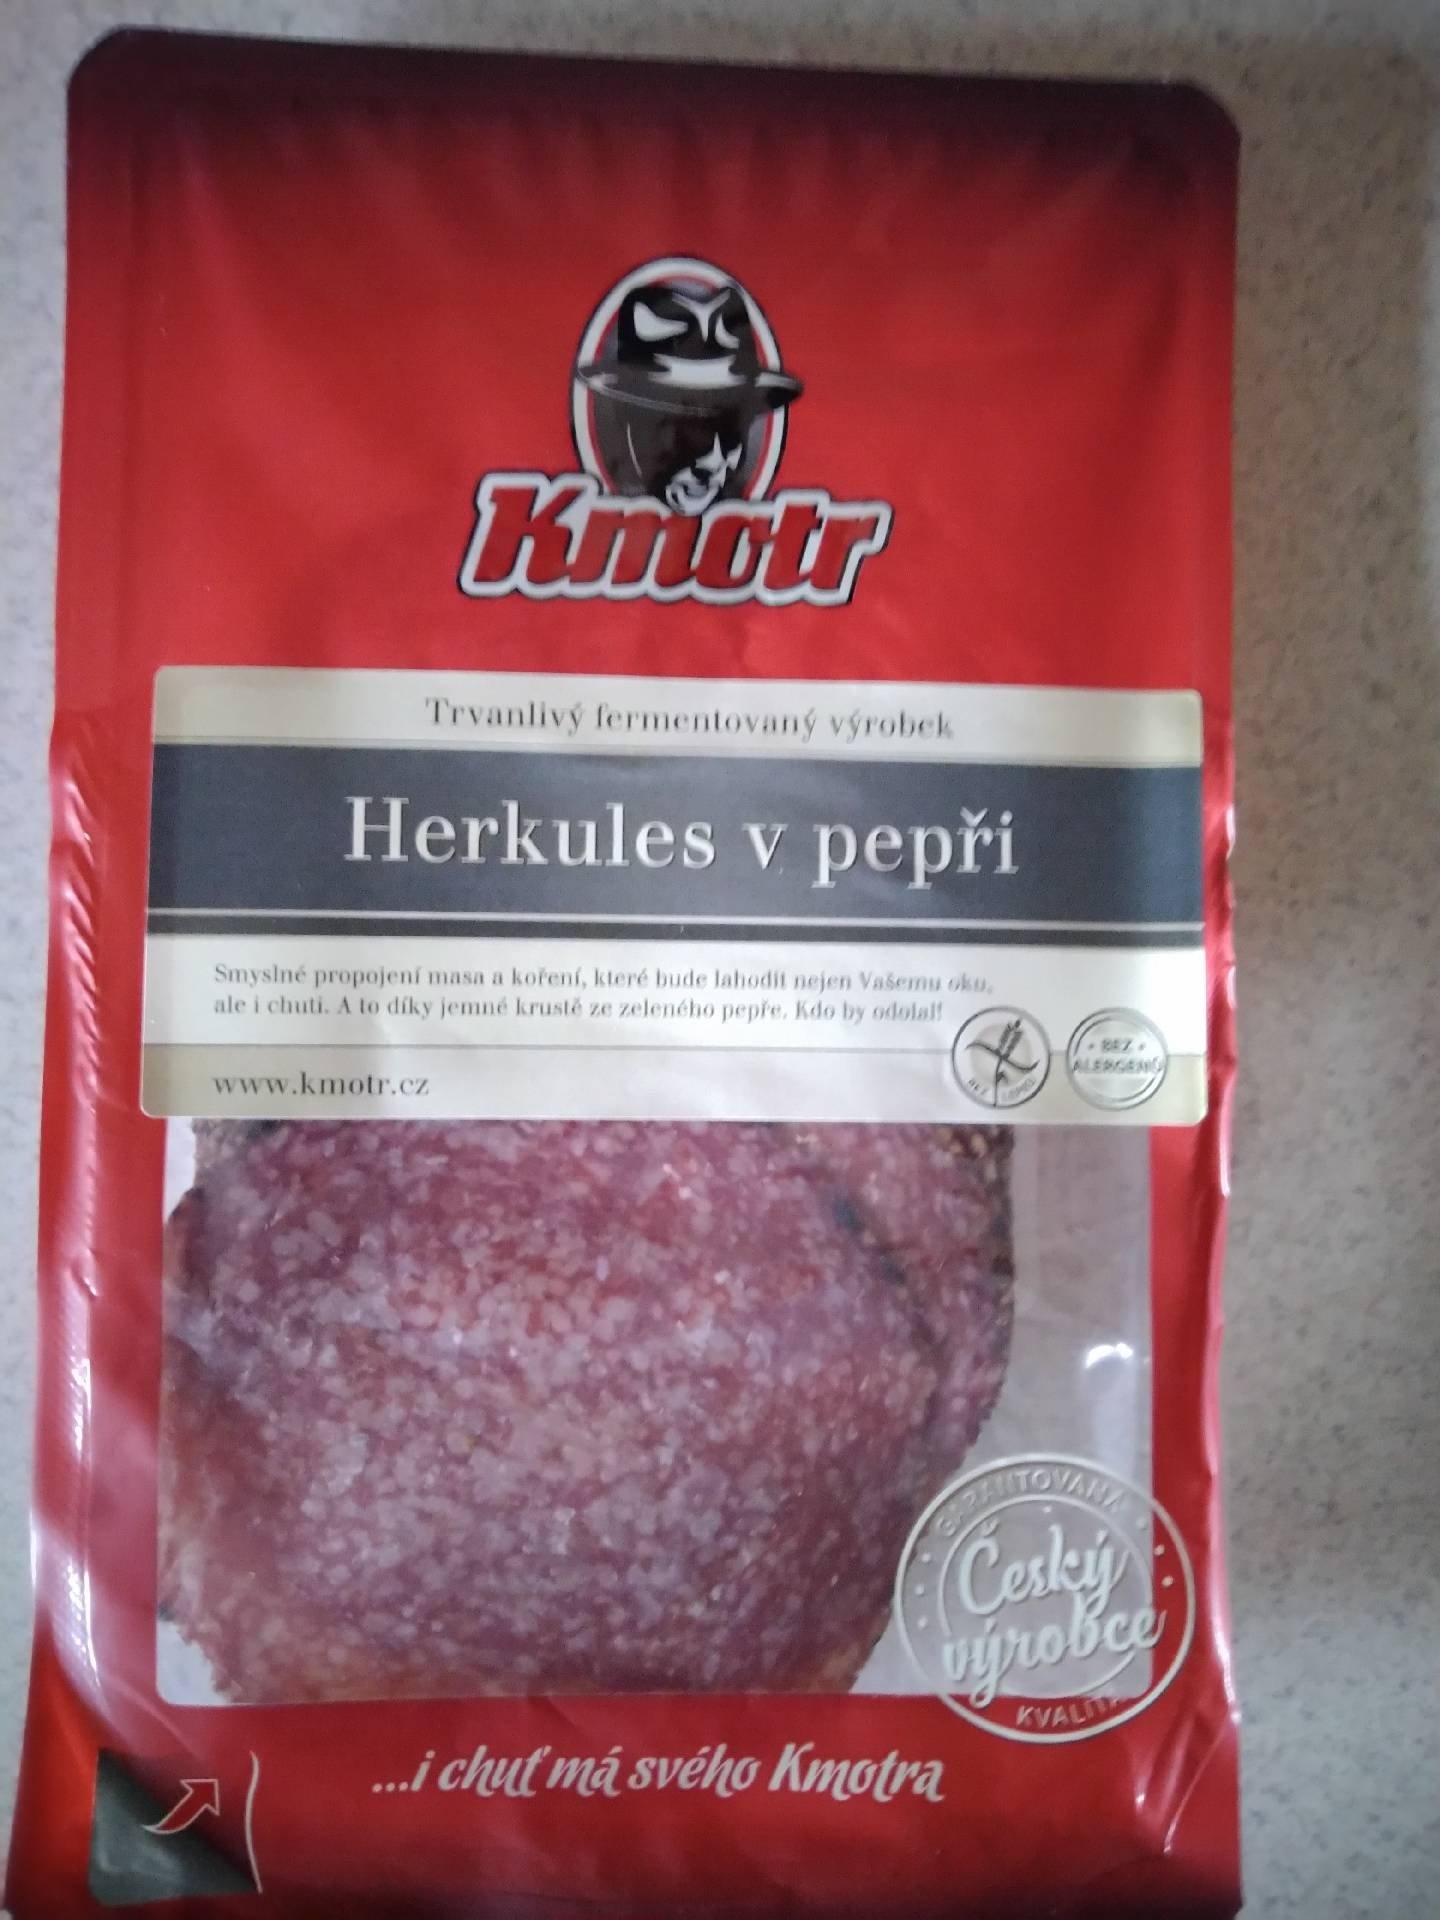 Kmotr
Trvanlivý fermentovaný výrobek
Herkules v pepři
Smyslné propojení masa a koření, které bude lahodit nejen Vašemu oku,
ale i chuti. A to díky jemné krustě ze zeleného pepře. Kdo by odolal!
BEZ LEPKU
BEZ
ALERGENŮ
www.kmotr.cz
GARANTOVANÁ
Český
výrobce
KVALITA
...i chuť má svého Kmotra